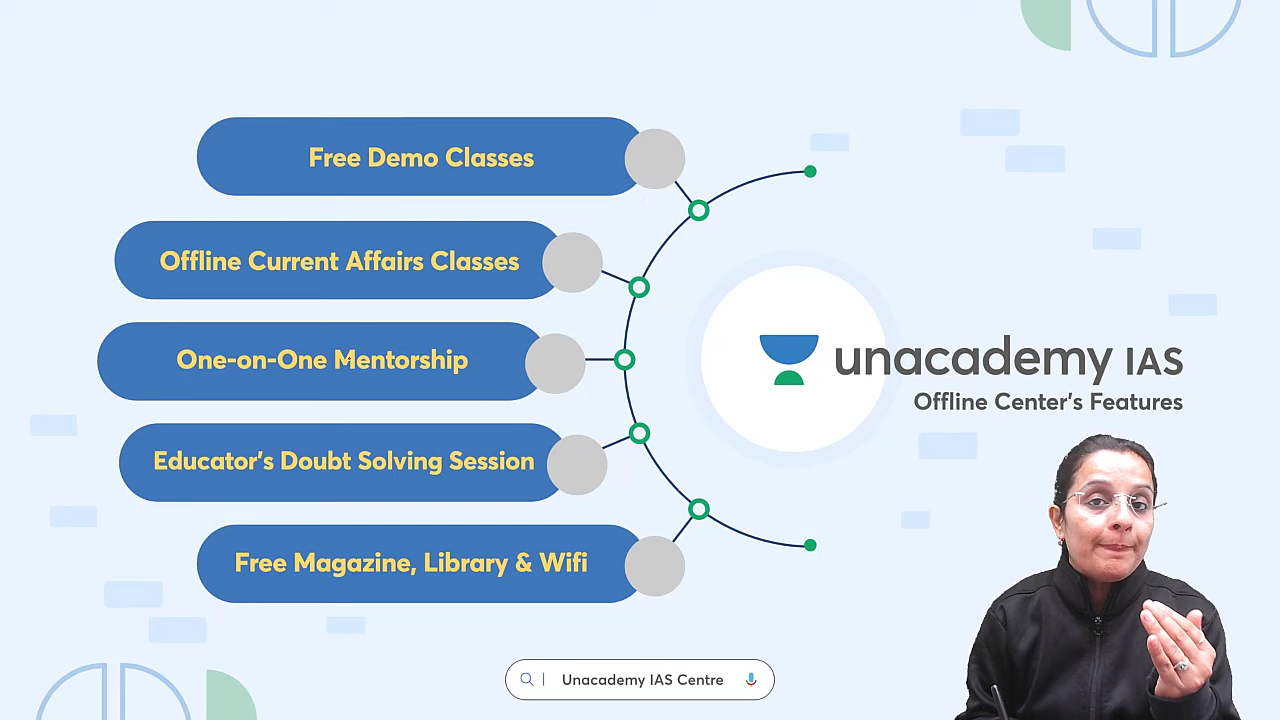 Free Demo Classes
Offline Current Affairs Classes
One-on-One Mentorship
Educator's Doubt Solving Session
Free Magazine, Library & Wifi
unacademy IAS
Offline Center's Features
Unacademy IAS Centre